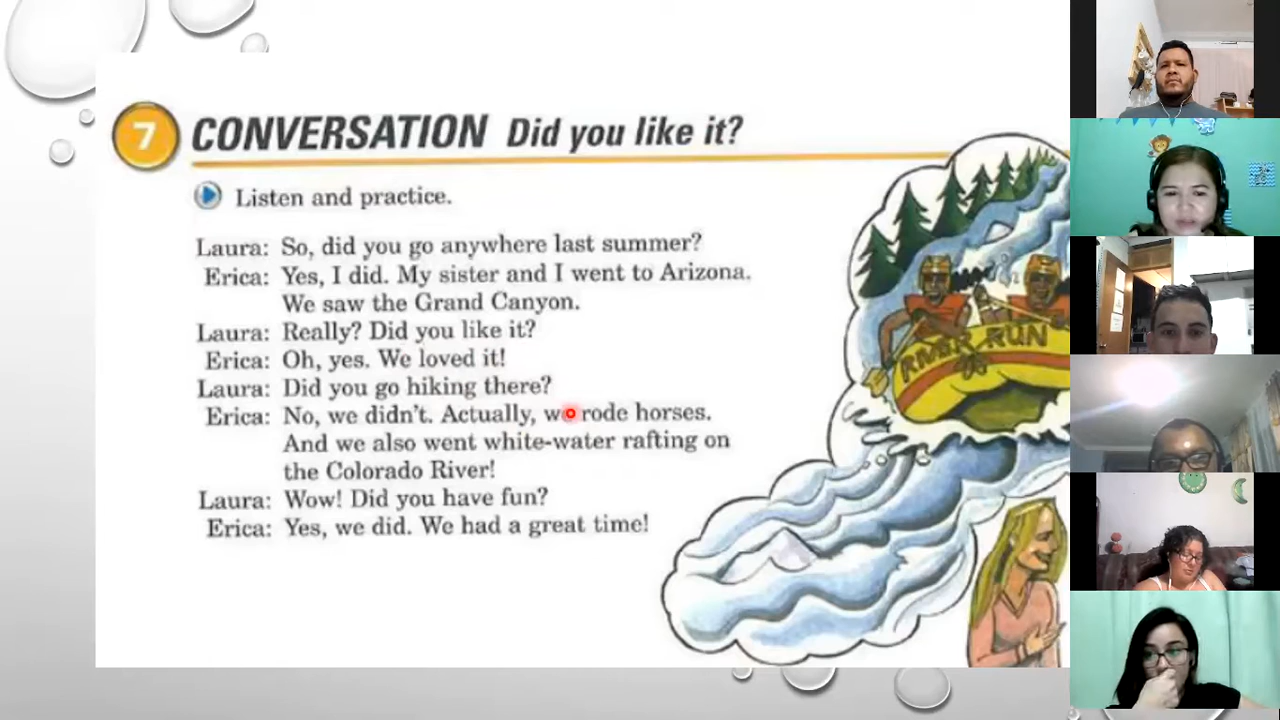 7 CONVERSATION Did you like it?
Listen and practice.
Laura: So, did you go anywhere last summer?
Erica: Yes, I did. My sister and I went to Arizona.
We saw the Grand Canyon.
Laura: Really? Did you like it?
Erica: Oh, yes. We loved it!
Laura: Did you go hiking there?
Erica: No, we didn't. Actually, we rode horses.
And we also went white-water rafting on
the Colorado River!
Laura: Wow! Did you have fun?
Erica: Yes, we did. We had a great time!
RIVER RUN